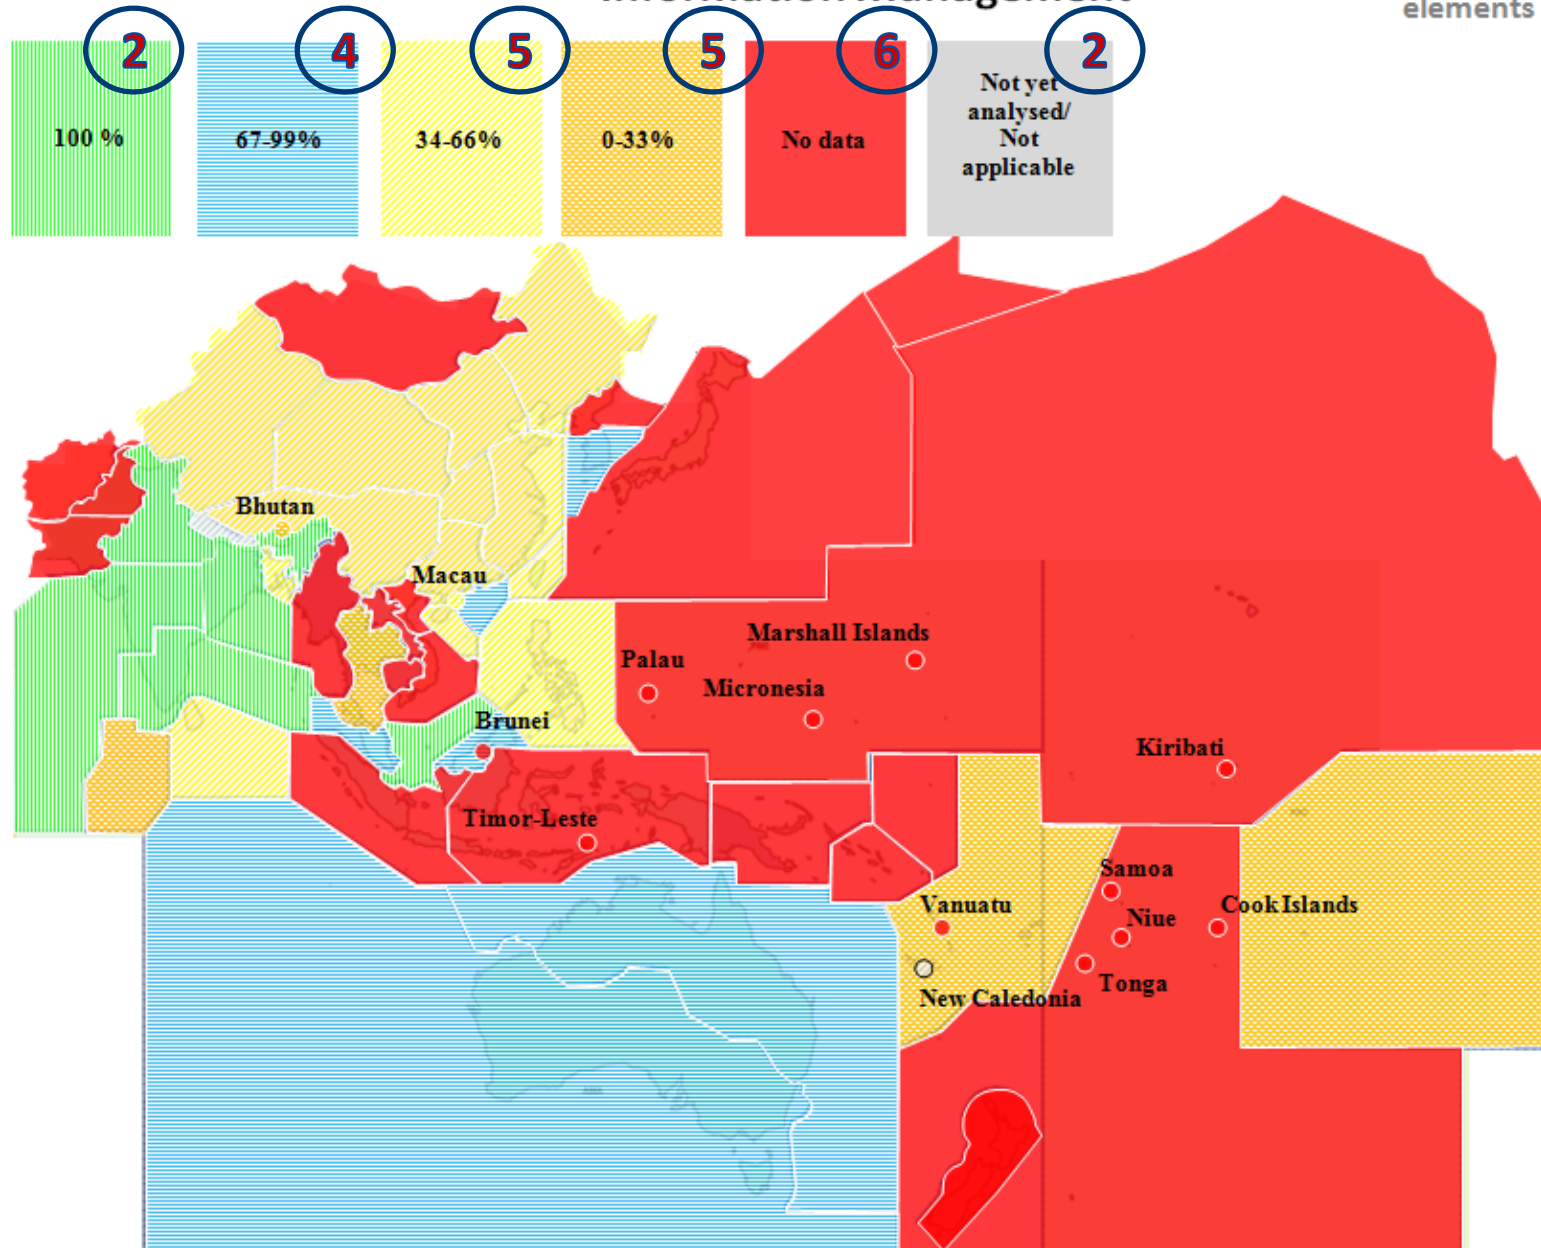 Information Management
elements
2
4
5
5
6
2
100 %
67-99%
34-66%
0-33%
No data
Not yet
analysed/
Not
applicable
Bhutan
Macau
Marshall Islands
Palau
Micronesia
Brunei
Kiribati
Timor-Leste
Samoa
Vanuatu
Niue
Cook Islands
Tonga
New Caledonia